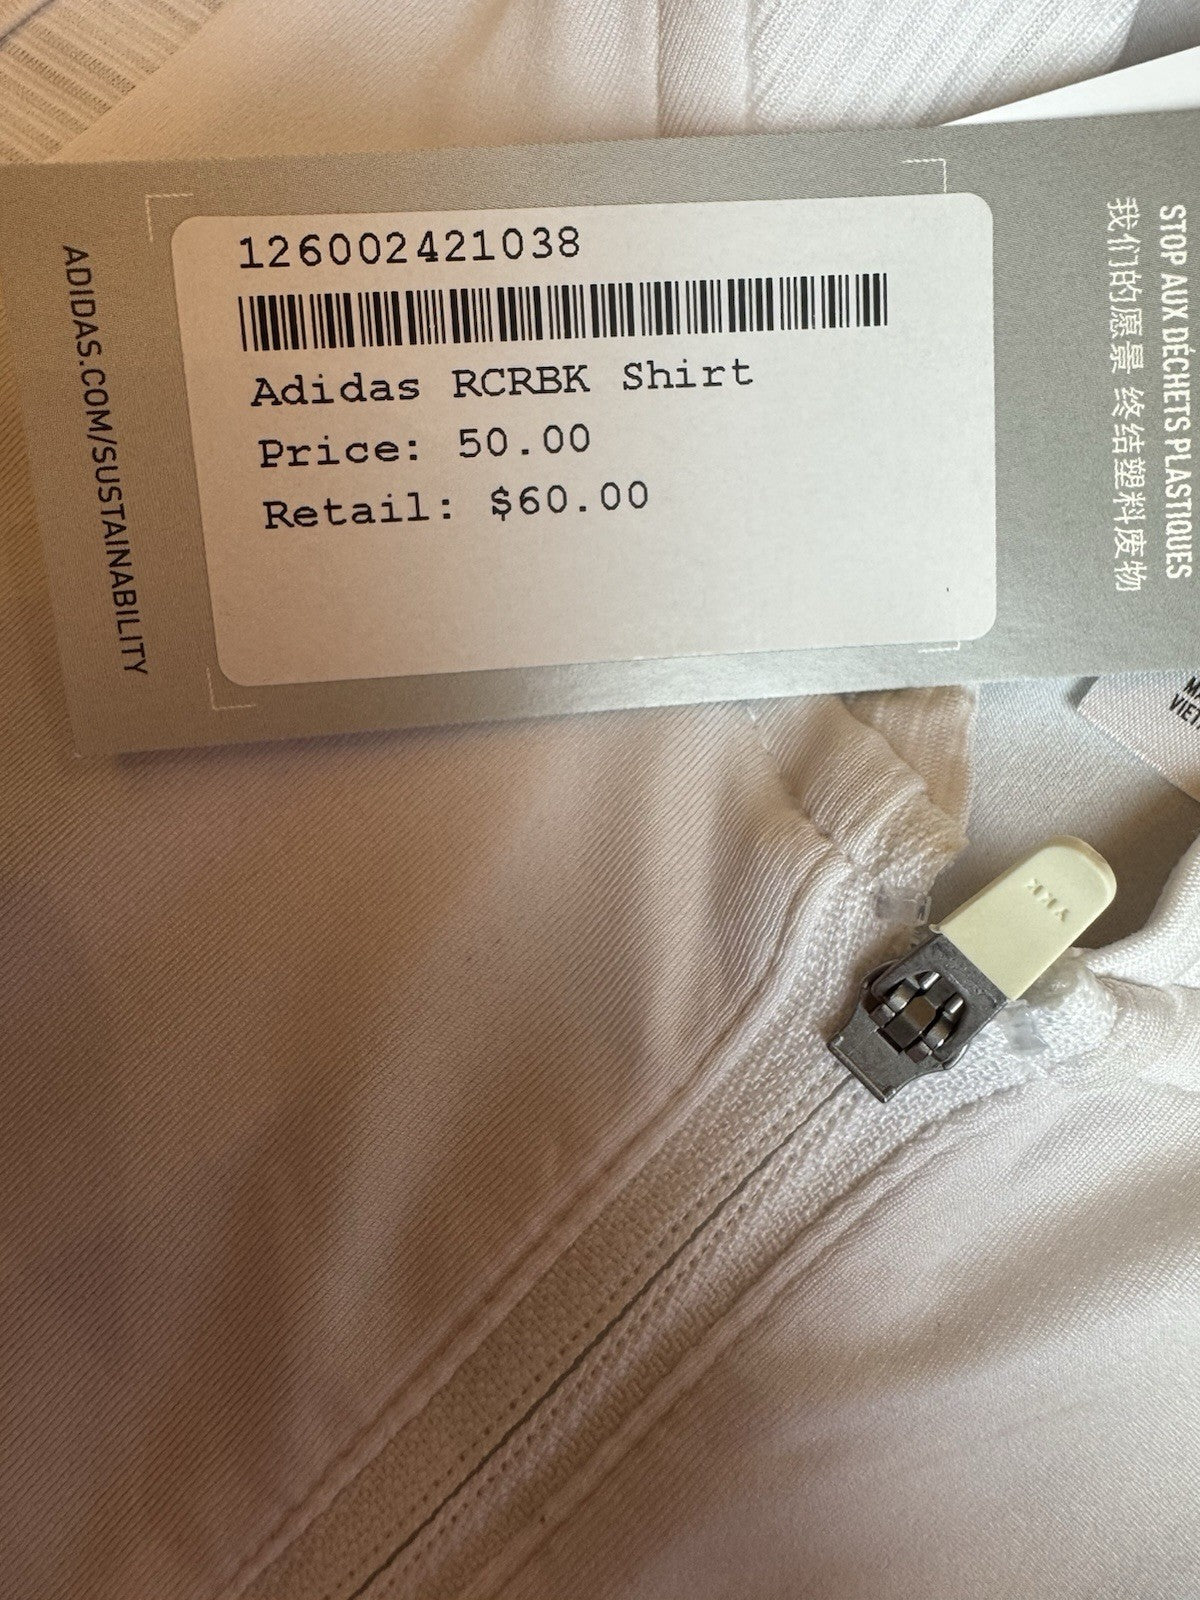 126002421038
Adidas RCRBK Shirt
Price: 50.00
Retail: $60.00
ADIDAS.COM/SUSTAINABILITY
STOP AUX DÉCHETS PLASTIQUES
我们的愿景 终结塑料废物
YKK